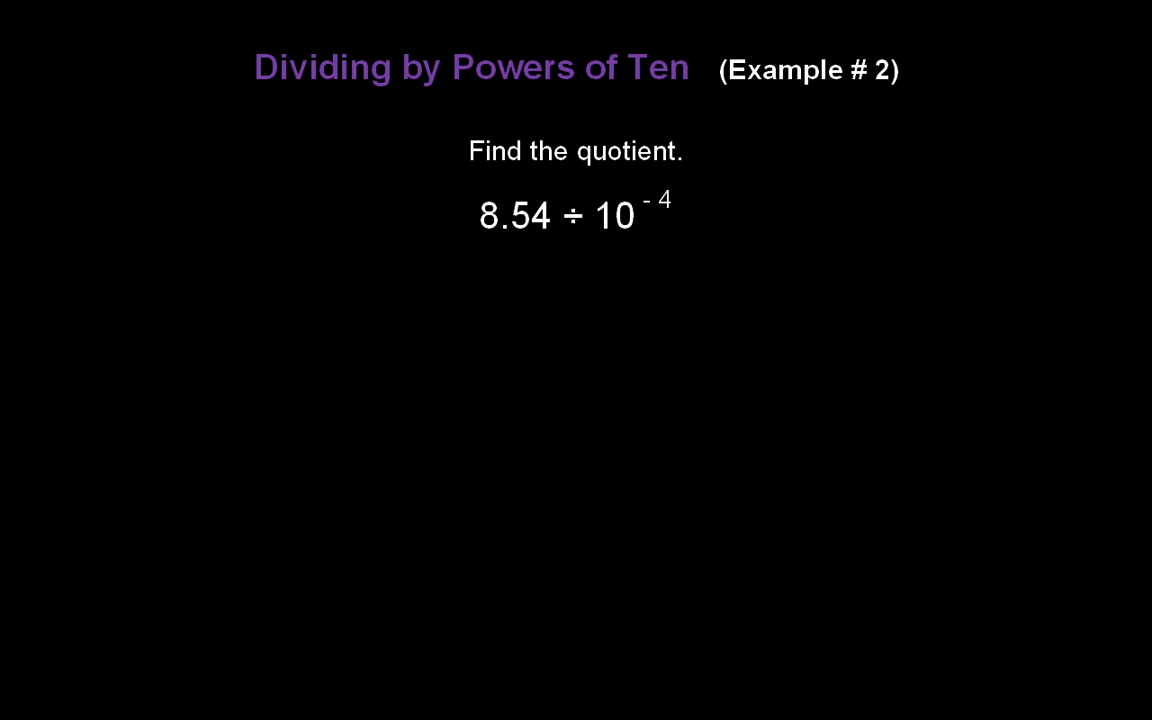 Dividing by Powers of Ten (Example # 2)
Find the quotient.
8.54 ÷ 10⁻⁴